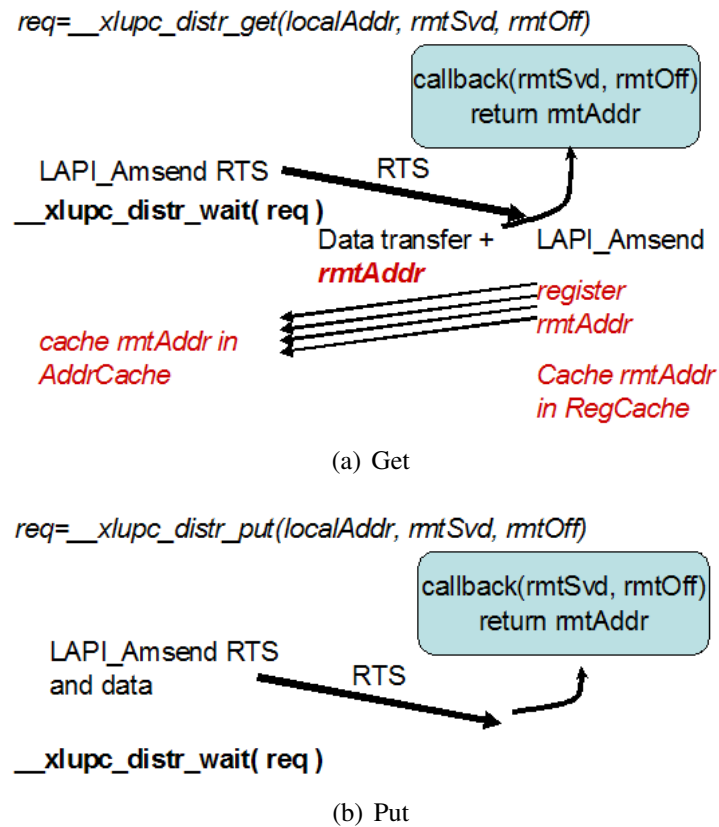 req=__xlupc_distr_get(localAddr, rmtSvd, rmtOff)
callback(rmtSvd, rmtOff)
return rmtAddr
LAPI_Amsend RTS
RTS
__xlupc_distr_wait( req )
Data transfer +
rmtAddr
LAPI_Amsend
register
rmtAddr
cache rmtAddr in
AddrCache
Cache rmtAddr
in RegCache
(a) Get
req=__xlupc_distr_put(localAddr, rmtSvd, rmtOff)
callback(rmtSvd, rmtOff)
return rmtAddr
LAPI_Amsend RTS
and data
RTS
__xlupc_distr_wait( req )
(b) Put